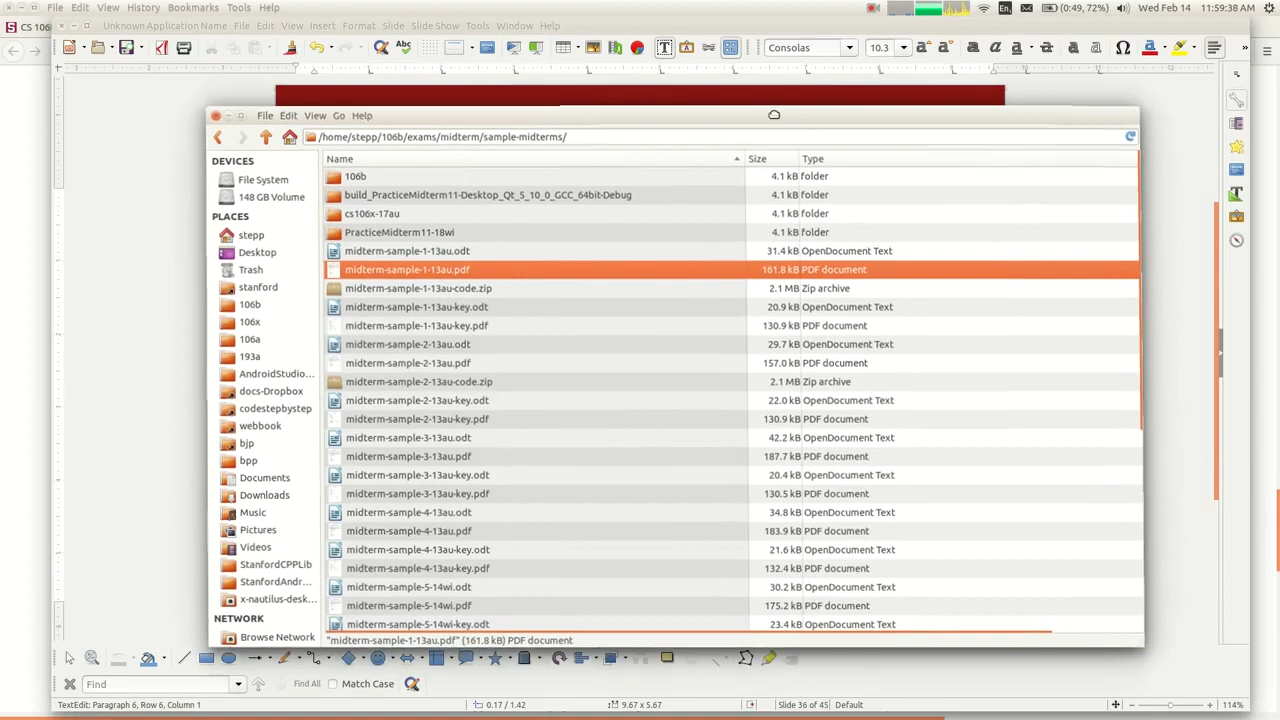 File Edit View History Bookmarks Tools Help
En (0:49, 72%) Wed Feb 14 11:59:38 AM
CS 106
Unknown Application Name File Edit View Insert Format Slide Slide Show Tools Window Help
Consolas 10.3
File Edit View Go Help
/home/stepp/106b/exams/midterm/sample-midterms/
DEVICES
File System
148 GB Volume
PLACES
stepp
Desktop
Trash
stanford
106b
106x
106a
193a
AndroidStudio...
docs-Dropbox
codestepbystep
webbook
bjp
bpp
Documents
Downloads
Music
Pictures
Videos
StanfordCPPLib
StanfordAndr...
x-nautilus-desk...
NETWORK
Browse Network
Name Size Type
106b 4.1 kB folder
build_PracticeMidterm11-Desktop_Qt_5_10_0_GCC_64bit-Debug 4.1 kB folder
cs106x-17au 4.1 kB folder
PracticeMidterm11-18wi 4.1 kB folder
midterm-sample-1-13au.odt 31.4 kB OpenDocument Text
midterm-sample-1-13au.pdf 161.8 kB PDF document
midterm-sample-1-13au-code.zip 2.1 MB Zip archive
midterm-sample-1-13au-key.odt 20.9 kB OpenDocument Text
midterm-sample-1-13au-key.pdf 130.9 kB PDF document
midterm-sample-2-13au.odt 29.7 kB OpenDocument Text
midterm-sample-2-13au.pdf 157.0 kB PDF document
midterm-sample-2-13au-code.zip 2.1 MB Zip archive
midterm-sample-2-13au-key.odt 22.0 kB OpenDocument Text
midterm-sample-2-13au-key.pdf 130.9 kB PDF document
midterm-sample-3-13au.odt 42.2 kB OpenDocument Text
midterm-sample-3-13au.pdf 187.7 kB PDF document
midterm-sample-3-13au-key.odt 20.4 kB OpenDocument Text
midterm-sample-3-13au-key.pdf 130.5 kB PDF document
midterm-sample-4-13au.odt 34.8 kB OpenDocument Text
midterm-sample-4-13au.pdf 183.9 kB PDF document
midterm-sample-4-13au-key.odt 21.6 kB OpenDocument Text
midterm-sample-4-13au-key.pdf 132.4 kB PDF document
midterm-sample-5-14wi.odt 30.2 kB OpenDocument Text
midterm-sample-5-14wi.pdf 175.2 kB PDF document
midterm-sample-5-14wi-key.odt 23.4 kB OpenDocument Text
"midterm-sample-1-13au.pdf" (161.8 kB) PDF document
Find Find All Match Case
TextEdit: Paragraph 6, Row 6, Column 1 0.17 / 1.42 9.67 x 5.67 Slide 36 of 45 Default 114%